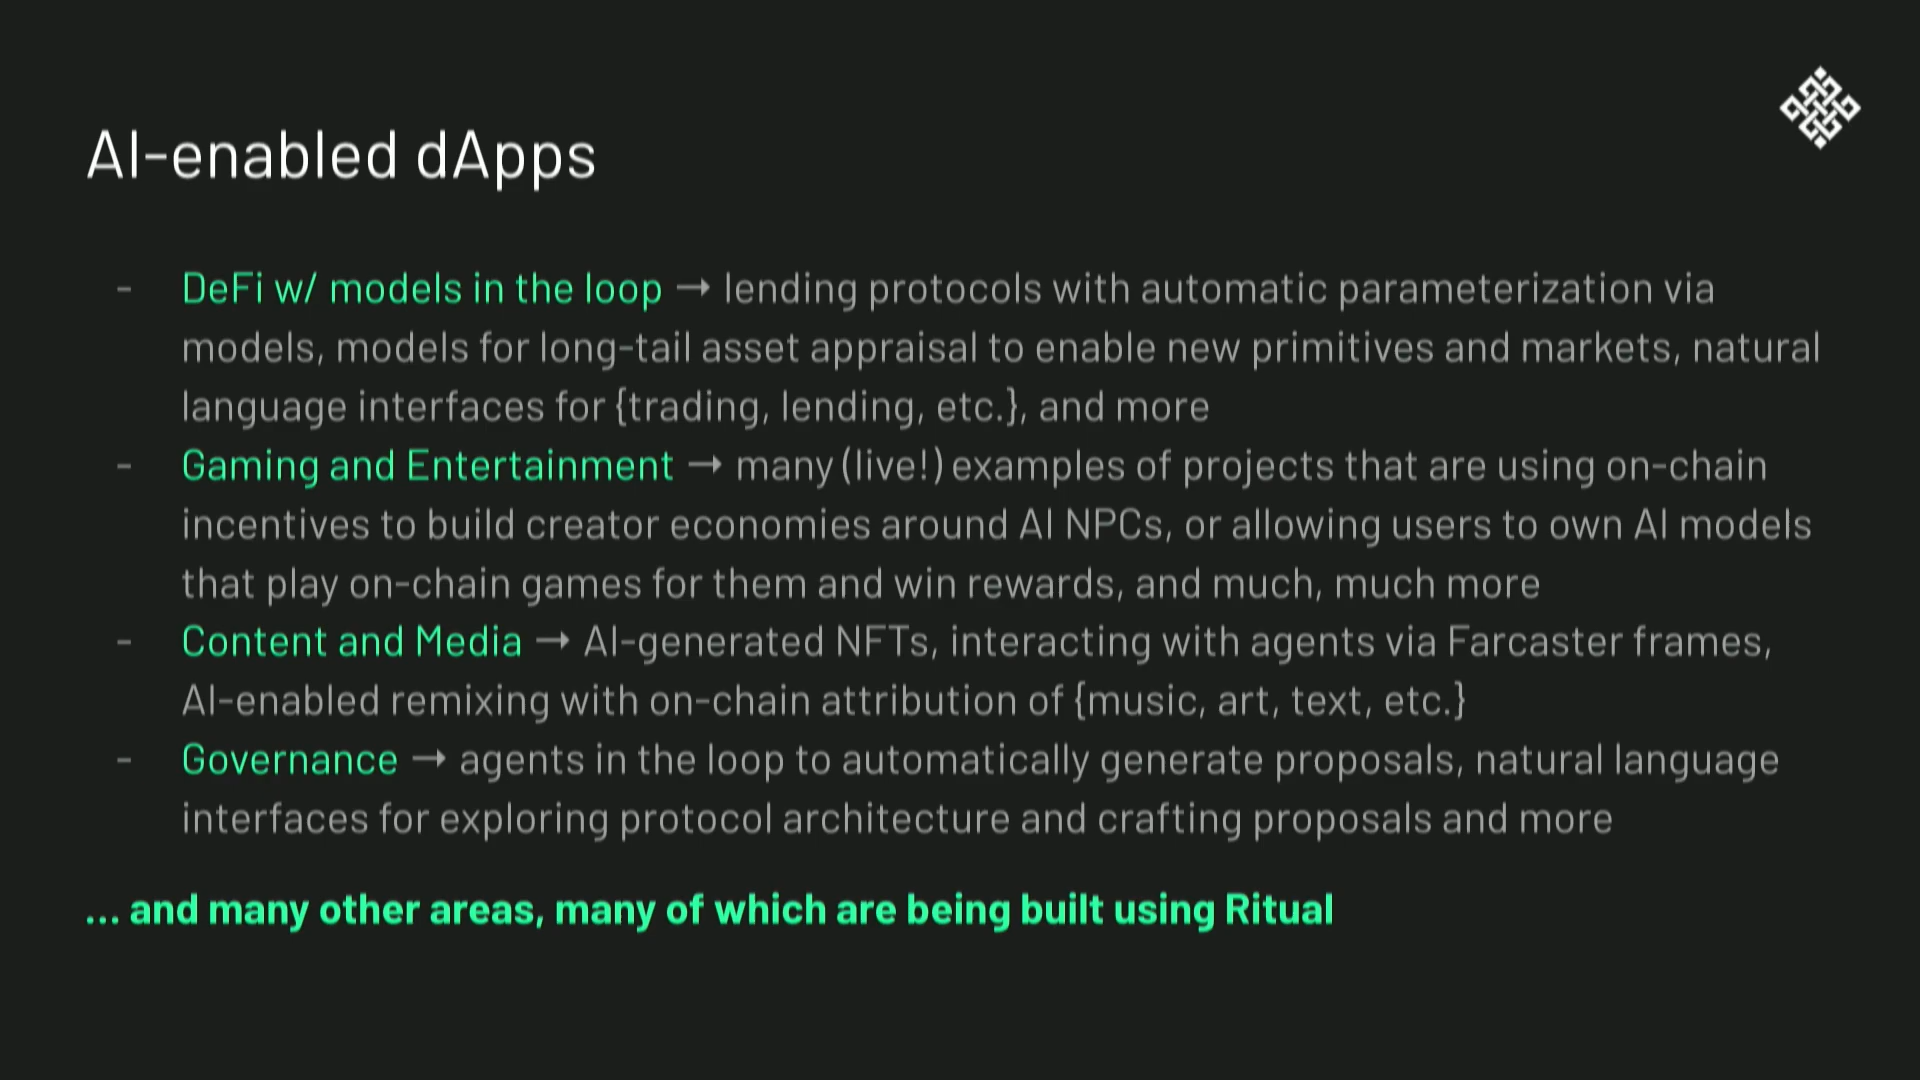 AI-enabled dApps
- DeFi w/ models in the loop → lending protocols with automatic parameterization via
models, models for long-tail asset appraisal to enable new primitives and markets, natural
language interfaces for {trading, lending, etc.}, and more
- Gaming and Entertainment → many (live!) examples of projects that are using on-chain
incentives to build creator economies around AI NPCs, or allowing users to own AI models
that play on-chain games for them and win rewards, and much, much more
- Content and Media → AI-generated NFTs, interacting with agents via Farcaster frames,
AI-enabled remixing with on-chain attribution of {music, art, text, etc.}
- Governance → agents in the loop to automatically generate proposals, natural language
interfaces for exploring protocol architecture and crafting proposals and more
... and many other areas, many of which are being built using Ritual